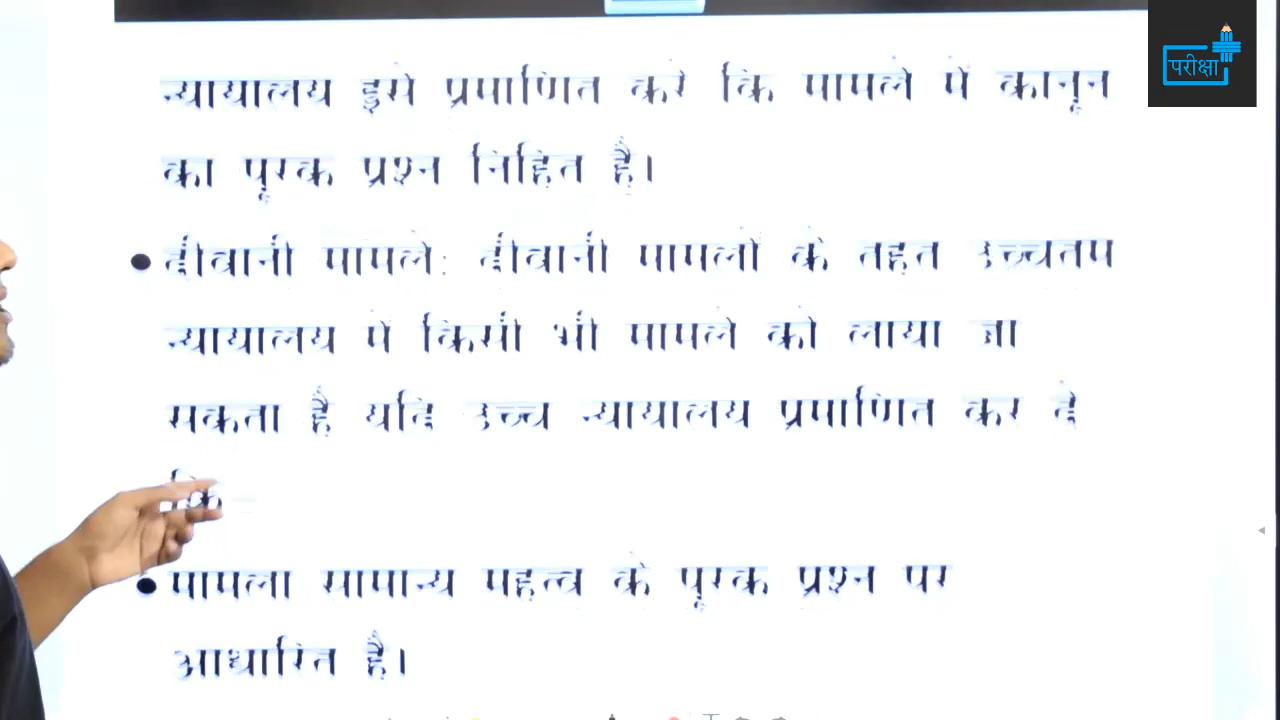 परीक्षा
न्यायालय इसे प्रमाणित करे कि मामले में कानून
का पूरक प्रश्न निहित है।
● दीवानी मामले: दीवानी मामलों के तहत उच्चतम
न्यायालय में किसी भी मामले को लाया जा
सकता है यदि उच्च न्यायालय प्रमाणित कर दे
कि–
● मामला सामान्य महत्व के पूरक प्रश्न पर
आधारित है।